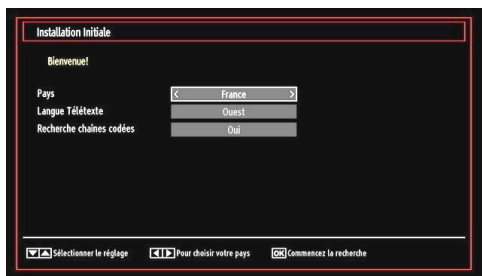 Installation Initiale
Bienvenue!
Pays < France >
Langue Télétexte Ouest
Recherche chaines codées Oui
Sélectionner le réglage Pour choisir votre pays OK Commencez la recherche